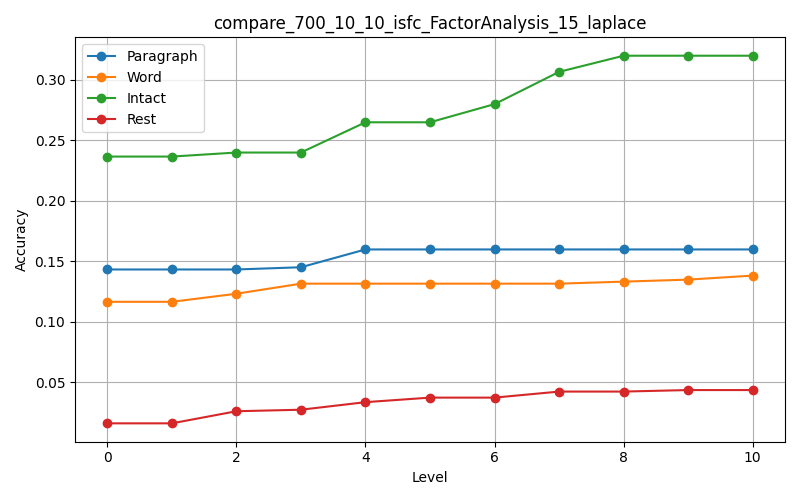 compare_700_10_10_isfc_FactorAnalysis_15_laplace
Paragraph
Word
Intact
Rest
Accuracy
0.30
0.25
0.20
0.15
0.10
0.05
0 2 4 6 8 10
Level